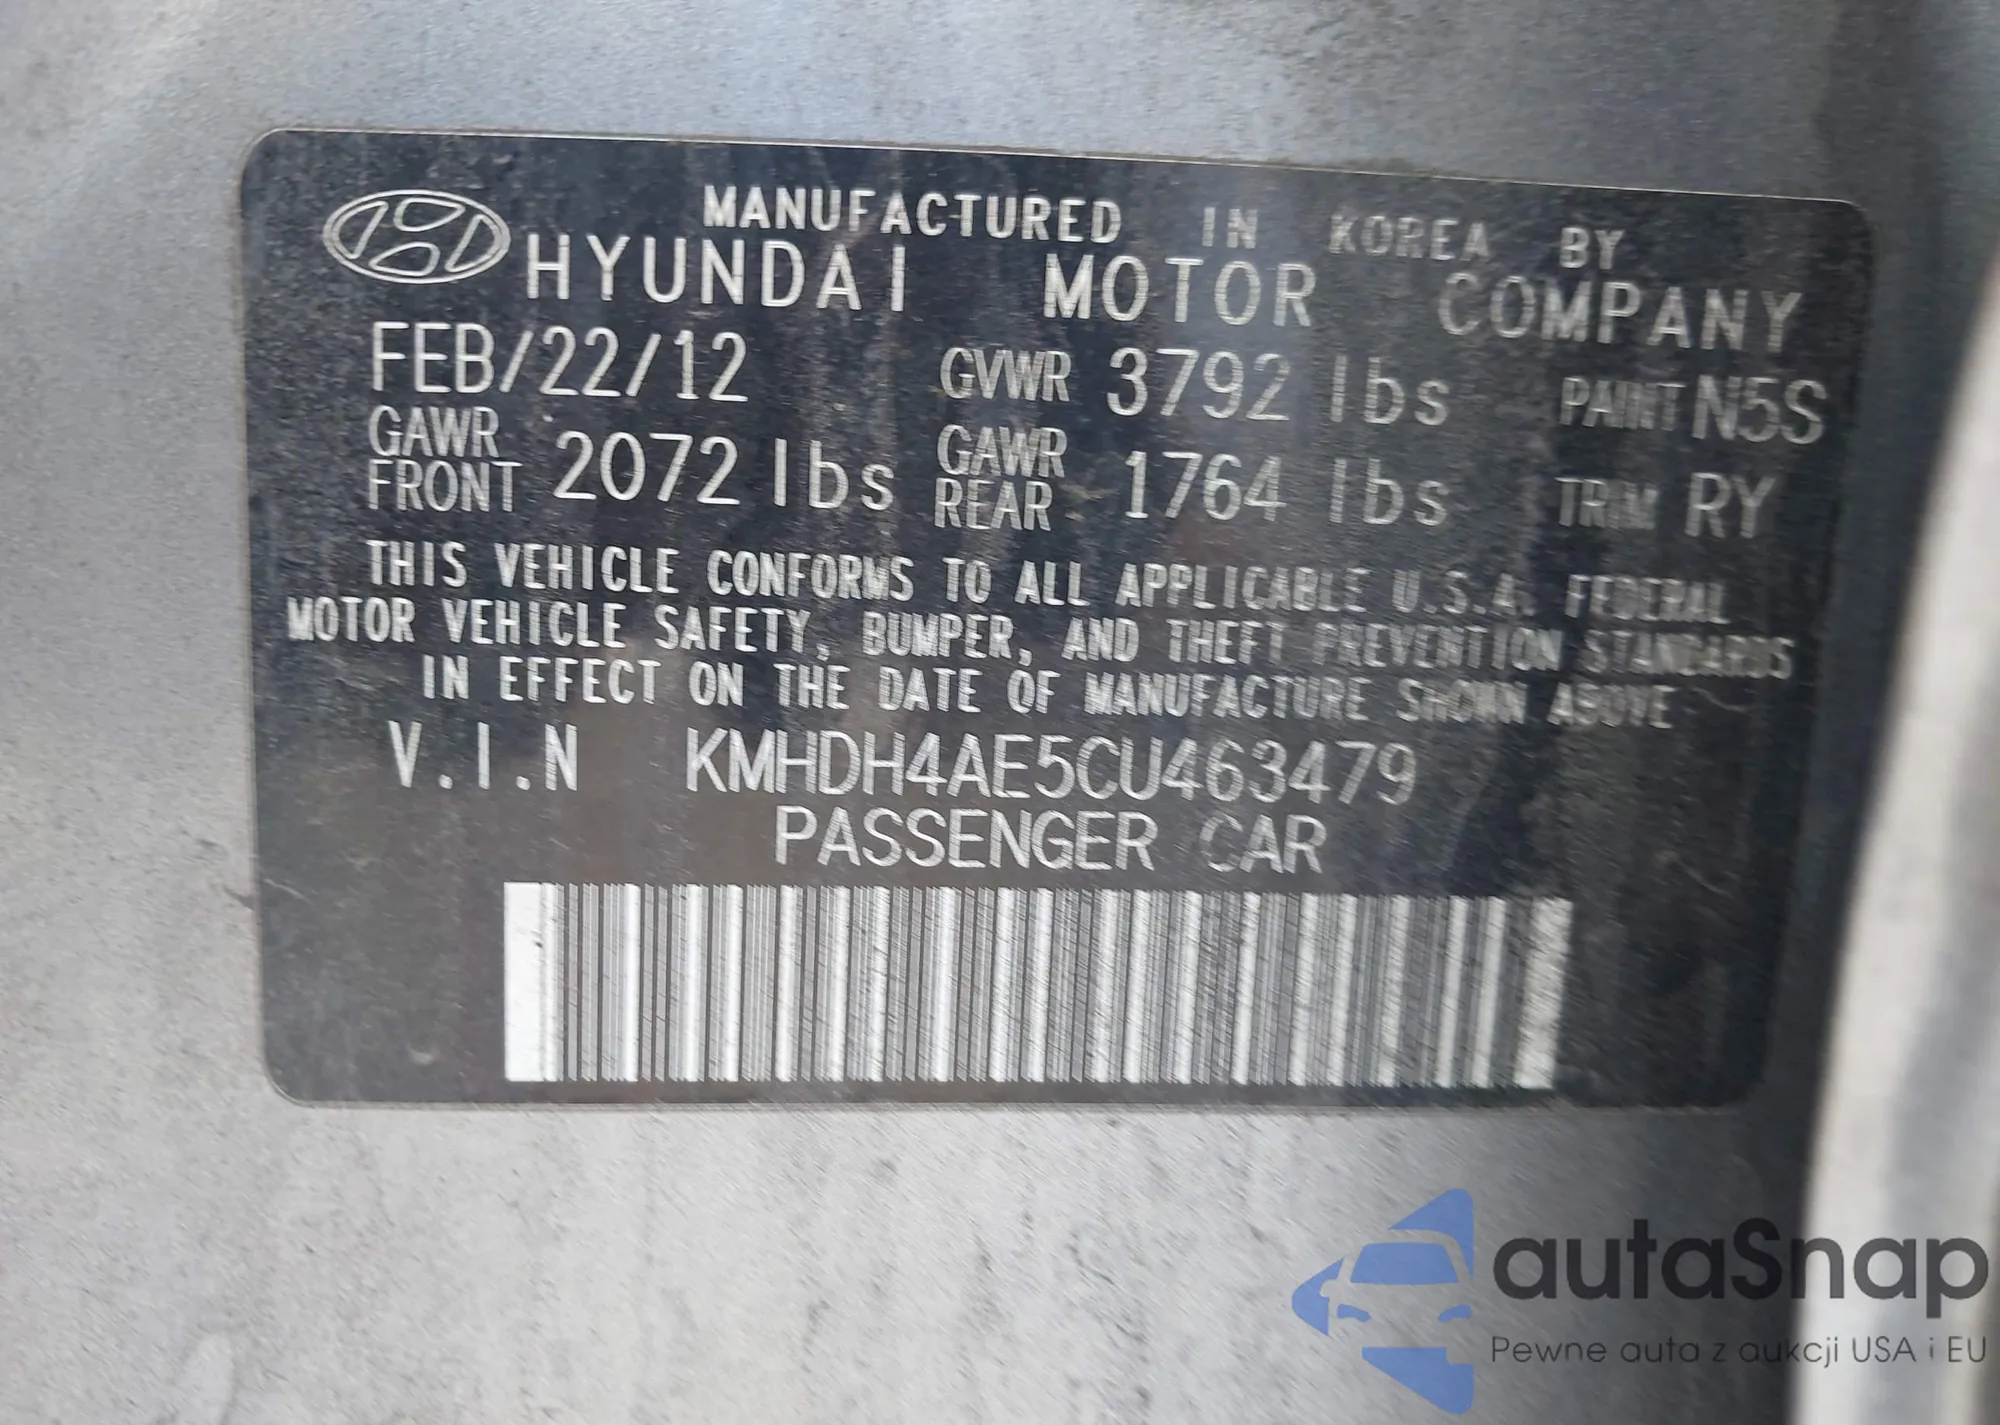 MANUFACTURED IN KOREA BY
HYUNDAI MOTOR COMPANY
FEB/22/12 GVWR 3792 lbs PAINT N5S
GAWR FRONT 2072 lbs GAWR REAR 1764 lbs TRIM RY
THIS VEHICLE CONFORMS TO ALL APPLICABLE U.S.A. FEDERAL
MOTOR VEHICLE SAFETY, BUMPER, AND THEFT PREVENTION STANDARDS
IN EFFECT ON THE DATE OF MANUFACTURE SHOWN ABOVE
V.I.N KMHDH4AE5CU463479
PASSENGER CAR
autaSnap
Pewne auta z aukcji USA i EU